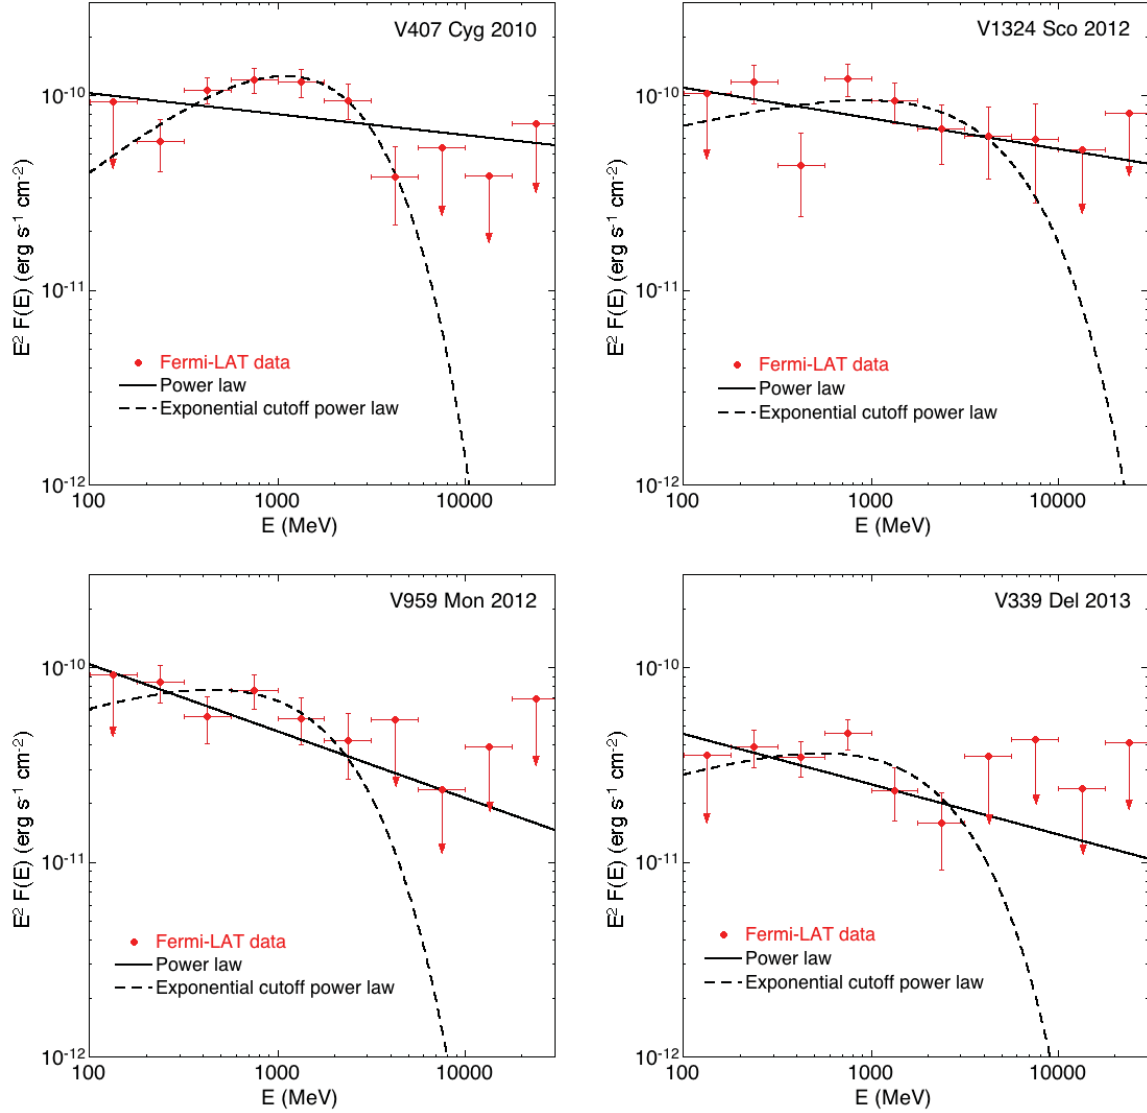 V407 Cyg 2010
E² F(E) (erg s⁻¹ cm⁻²)
10⁻¹⁰
10⁻¹¹
10⁻¹²
Fermi-LAT data
Power law
Exponential cutoff power law
100
1000
10000
E (MeV)
V1324 Sco 2012
E² F(E) (erg s⁻¹ cm⁻²)
10⁻¹⁰
10⁻¹¹
10⁻¹²
Fermi-LAT data
Power law
Exponential cutoff power law
100
1000
10000
E (MeV)
V959 Mon 2012
E² F(E) (erg s⁻¹ cm⁻²)
10⁻¹⁰
10⁻¹¹
10⁻¹²
Fermi-LAT data
Power law
Exponential cutoff power law
100
1000
10000
E (MeV)
V339 Del 2013
E² F(E) (erg s⁻¹ cm⁻²)
10⁻¹⁰
10⁻¹¹
10⁻¹²
Fermi-LAT data
Power law
Exponential cutoff power law
100
1000
10000
E (MeV)